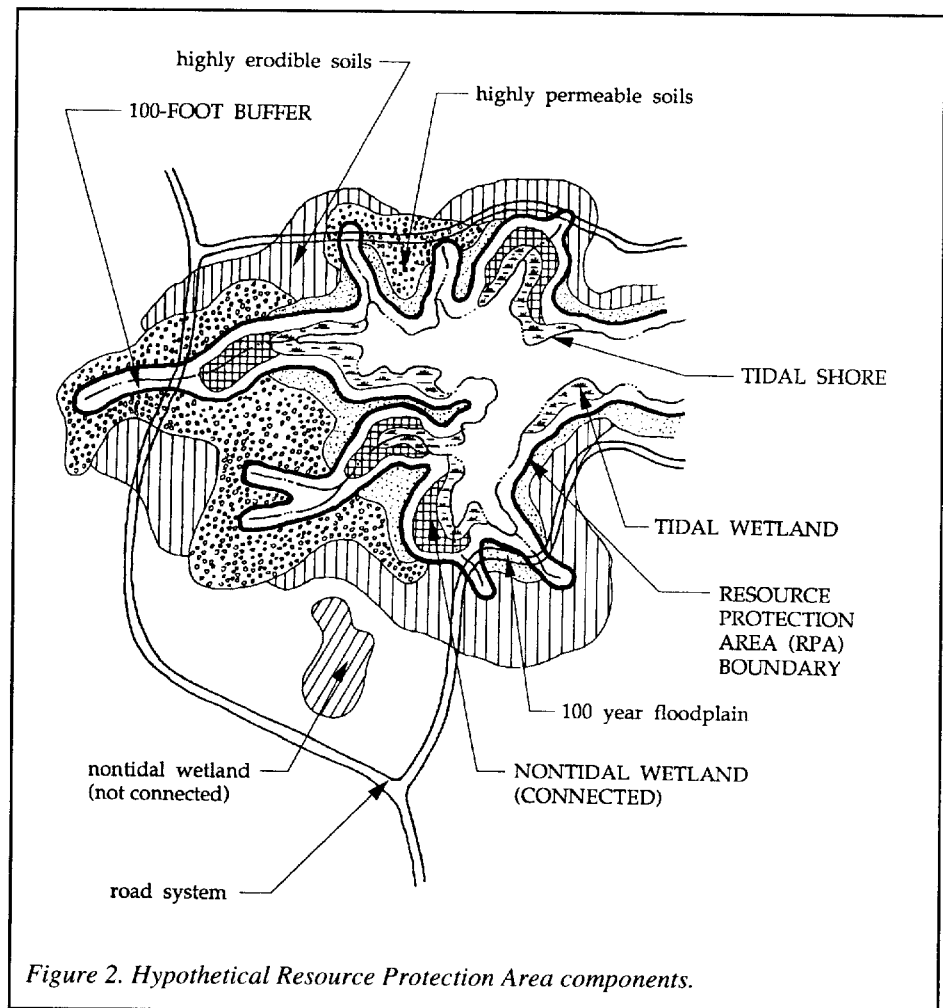 highly erodible soils
highly permeable soils
100-FOOT BUFFER
TIDAL SHORE
TIDAL WETLAND
RESOURCE
PROTECTION
AREA (RPA)
BOUNDARY
100 year floodplain
nontidal wetland
(not connected)
NONTIDAL WETLAND
(CONNECTED)
road system
Figure 2. Hypothetical Resource Protection Area components.